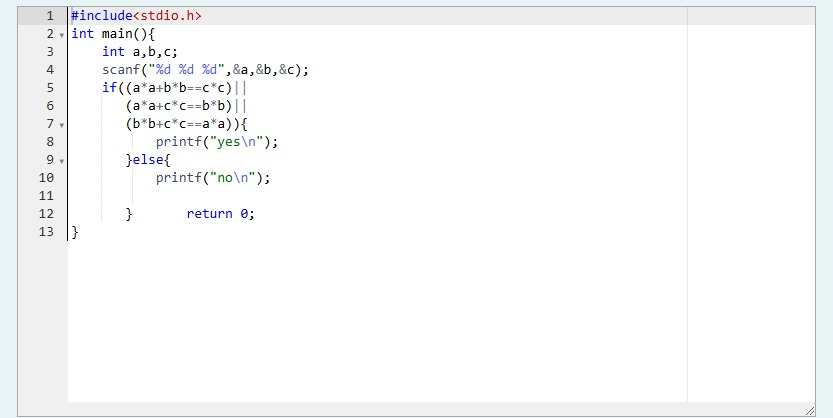 1 #include<stdio.h>
2 int main(){
3     int a,b,c;
4     scanf("%d %d %d",&a,&b,&c);
5     if((a*a+b*b==c*c)||
6        (a*a+c*c==b*b)||
7        (b*b+c*c==a*a)){
8            printf("yes\n");
9        }else{
10            printf("no\n");
11
12        }       return 0;
13 }